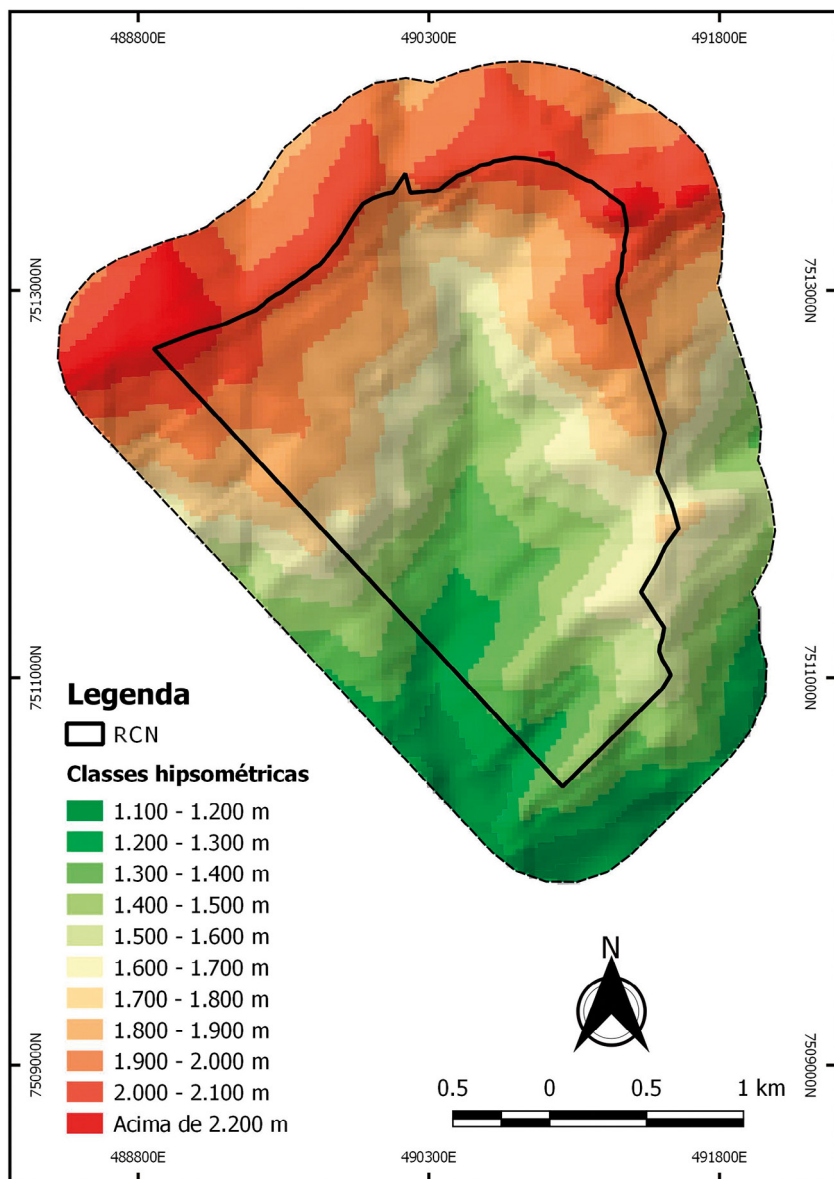 488800E 490300E 491800E
7513000N 7513000N
7511000N 7511000N
Legenda
RCN
Classes hipsométricas
1.100 - 1.200 m
1.200 - 1.300 m
1.300 - 1.400 m
1.400 - 1.500 m
1.500 - 1.600 m
1.600 - 1.700 m
1.700 - 1.800 m
1.800 - 1.900 m
1.900 - 2.000 m
2.000 - 2.100 m
Acima de 2.200 m
N
7509000N 7509000N
0.5 0 0.5 1 km
488800E 490300E 491800E